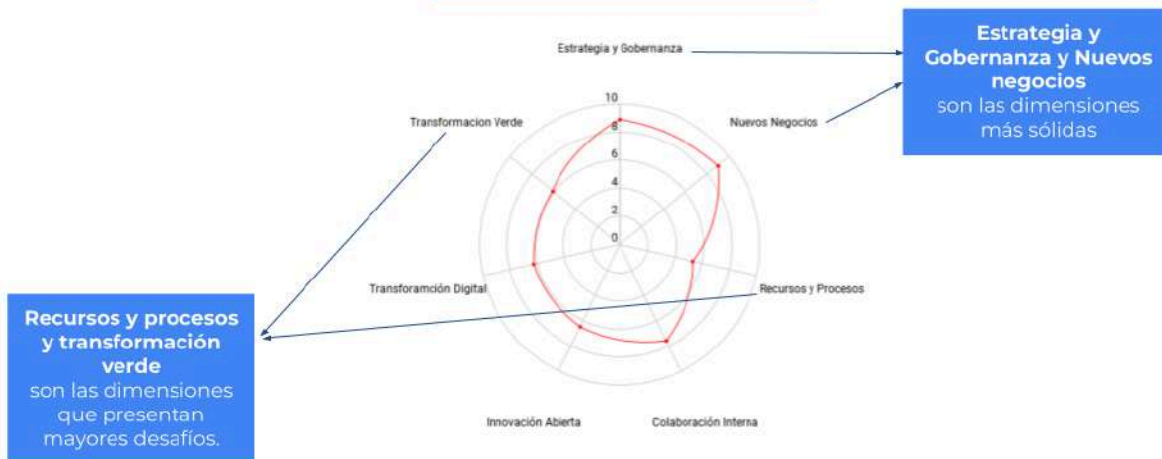 Estrategia y Gobernanza
Estrategia y
Gobernanza y Nuevos
negocios
son las dimensiones
más sólidas
10
8
6
4
2
0
Transformacion Verde
Nuevos Negocios
Transforamción Digital
Recursos y Procesos
Recursos y procesos
y transformación
verde
son las dimensiones
que presentan
mayores desafíos.
Innovación Abierta
Colaboración Interna